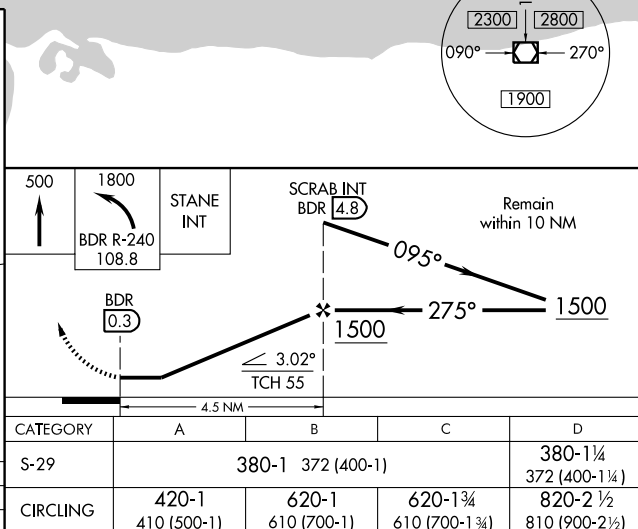 2300 2800
090° 270°
1900
500 1800 STANE INT
BDR R-240
108.8
SCRAB INT
BDR 4.8
Remain
within 10 NM
095°
BDR
0.3
275°
1500
1500
3.02°
TCH 55
4.5 NM
CATEGORY A B C D
S-29 380-1 372 (400-1) 380-1¼ 372 (400-1¼)
CIRCLING 420-1 410 (500-1) 620-1 610 (700-1) 620-1¾ 610 (700-1¾) 820-2½ 810 (900-2½)